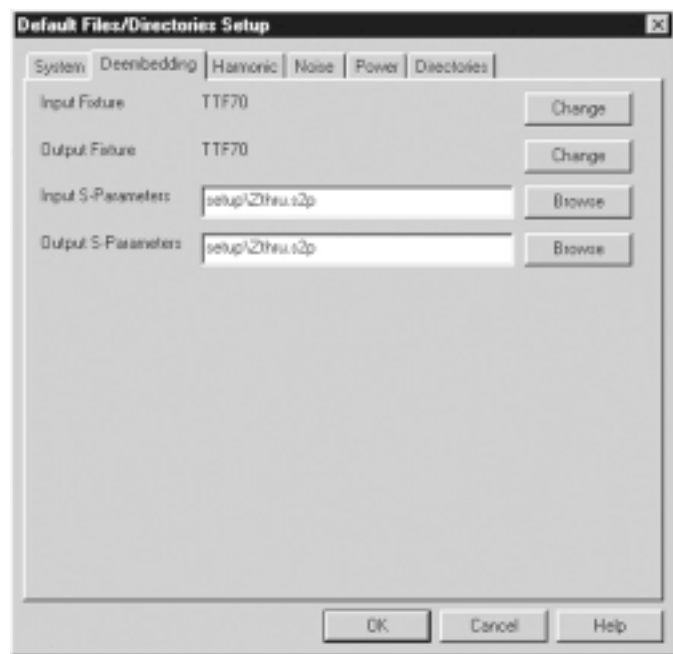 Default Files/Directories Setup
System Deembedding Harmonic Noise Power Directories
Input Fixture TTF70 Change
Output Fixture TTF70 Change
Input S-Parameters setup\Zthru.s2p Browse
Output S-Parameters setup\Zthru.s2p Browse
OK Cancel Help